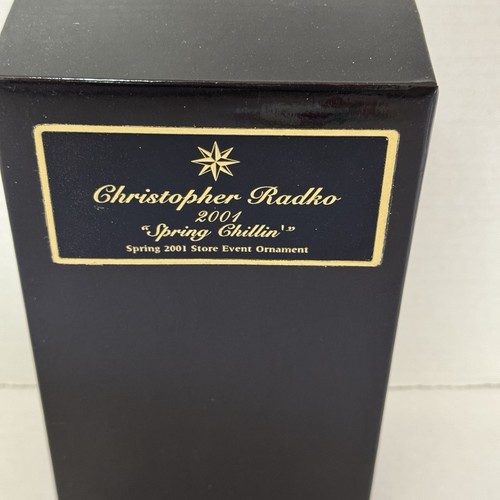 Christopher Radko
2001
"Spring Chillin'"
Spring 2001 Store Event Ornament